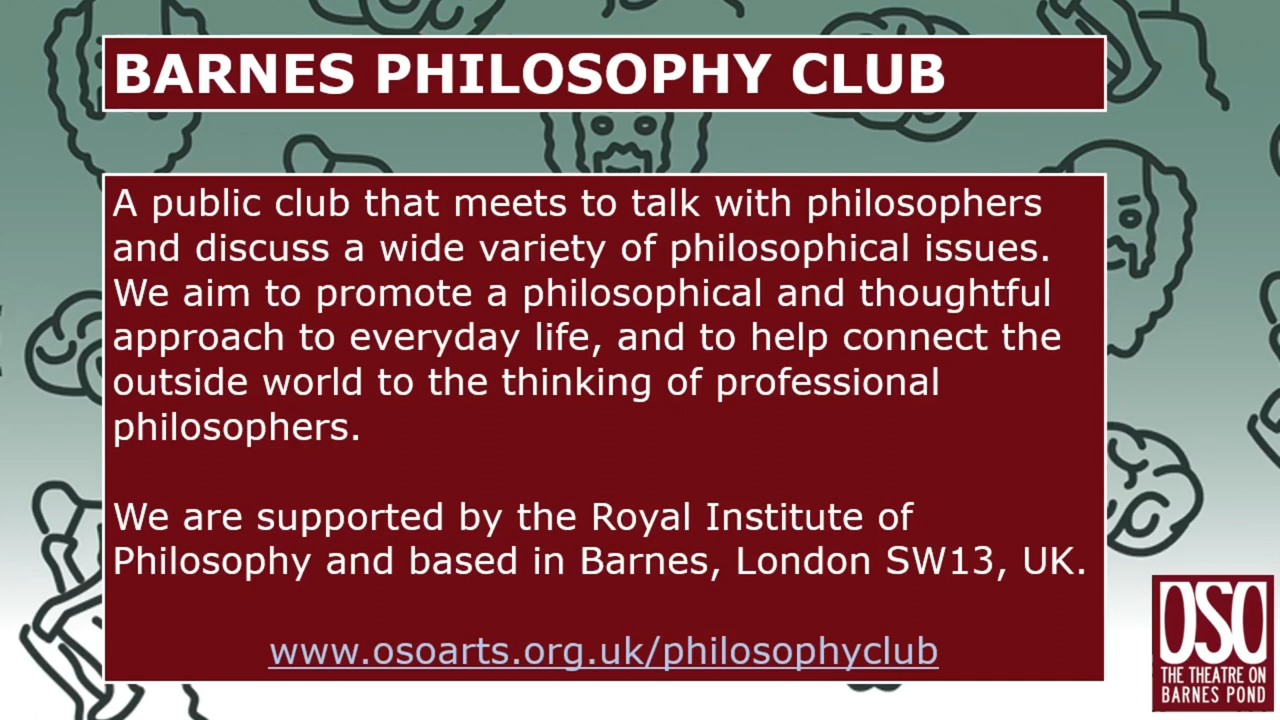 BARNES PHILOSOPHY CLUB
A public club that meets to talk with philosophers
and discuss a wide variety of philosophical issues.
We aim to promote a philosophical and thoughtful
approach to everyday life, and to help connect the
outside world to the thinking of professional
philosophers.
We are supported by the Royal Institute of
Philosophy and based in Barnes, London SW13, UK.
www.osoarts.org.uk/philosophyclub
OSO
THE THEATRE ON
BARNES POND